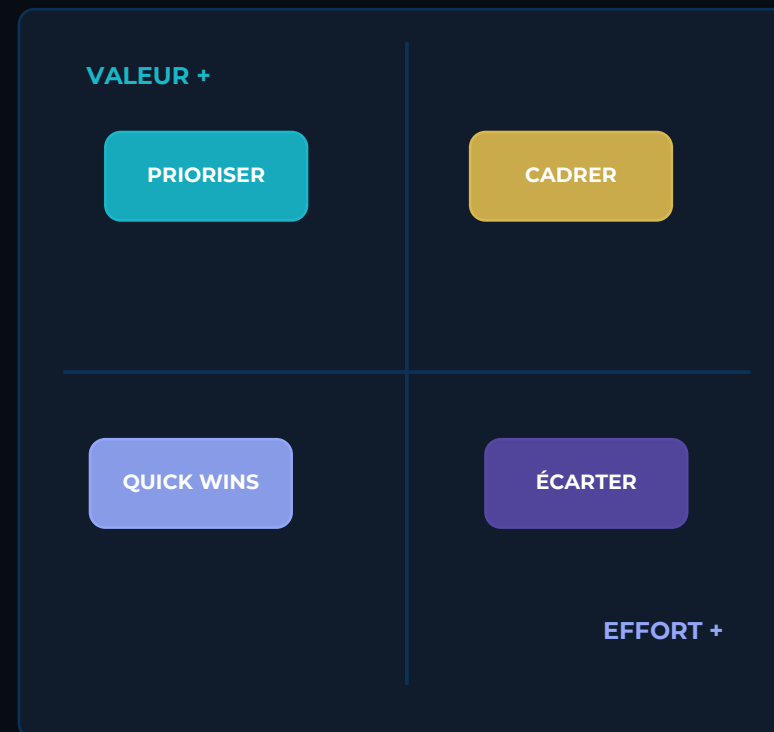 VALEUR +
PRIORISER
CADRER
QUICK WINS
ÉCARTER
EFFORT +